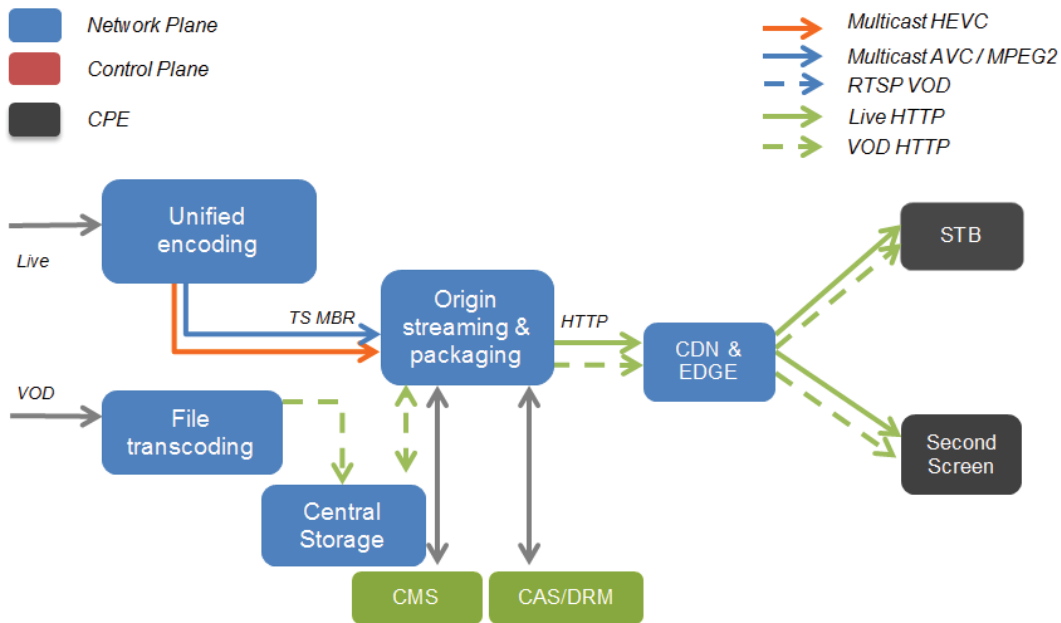 Network Plane
Control Plane
CPE
Multicast HEVC
Multicast AVC / MPEG2
RTSP VOD
Live HTTP
VOD HTTP
Unified
encoding
Live
TS MBR
Origin
streaming &
packaging
HTTP
CDN &
EDGE
STB
Second
Screen
VOD
File
transcoding
Central
Storage
CMS
CAS/DRM